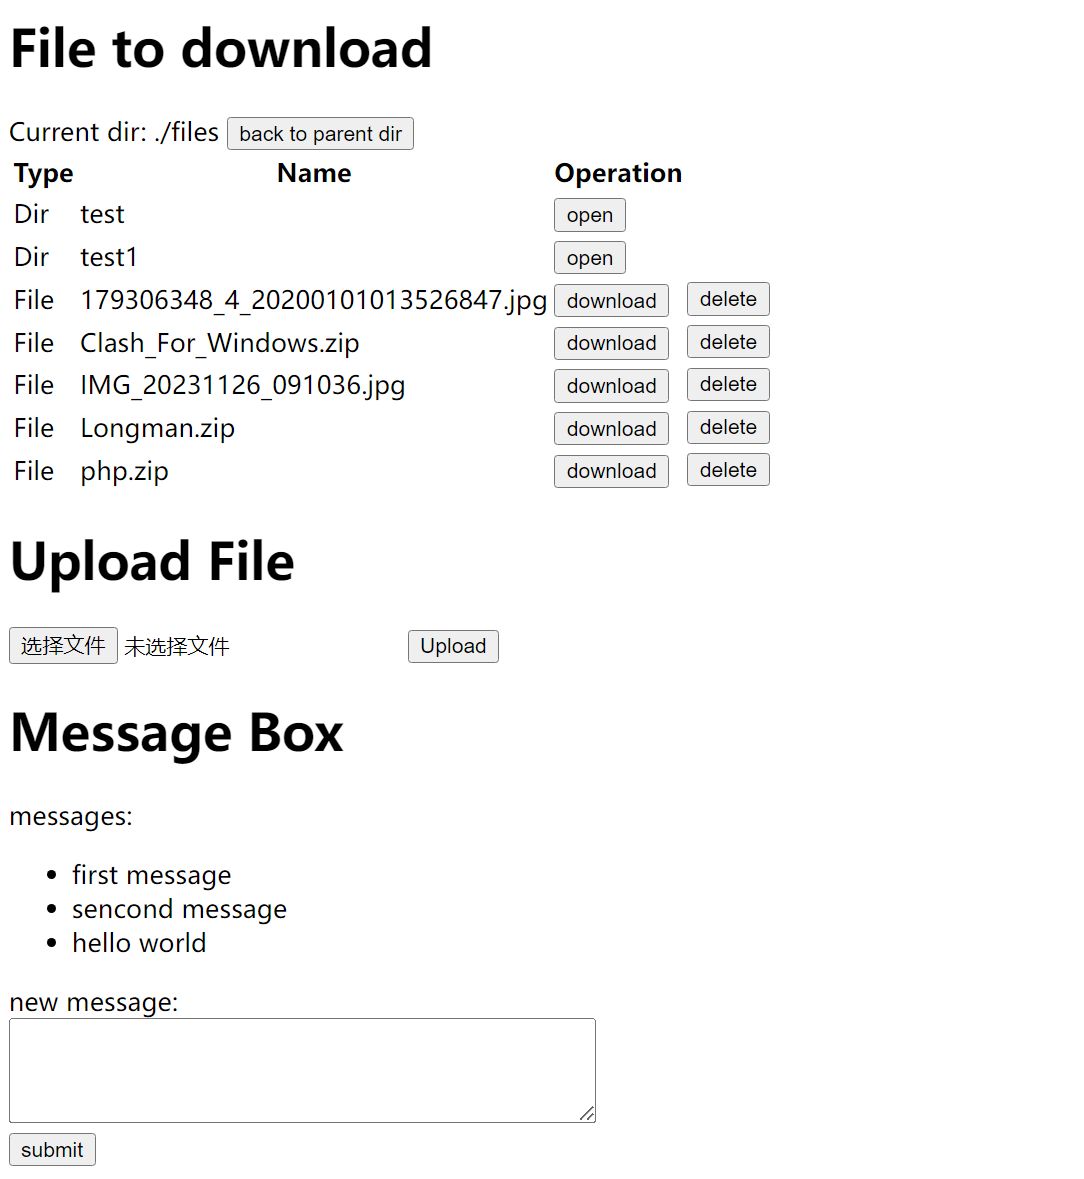 File to download
Current dir: ./files back to parent dir
Type Name Operation
Dir test open
Dir test1 open
File 179306348_4_20200101013526847.jpg download delete
File Clash_For_Windows.zip download delete
File IMG_20231126_091036.jpg download delete
File Longman.zip download delete
File php.zip download delete
Upload File
选择文件 未选择文件 Upload
Message Box
messages:
first message
sencond message
hello world
new message:
submit